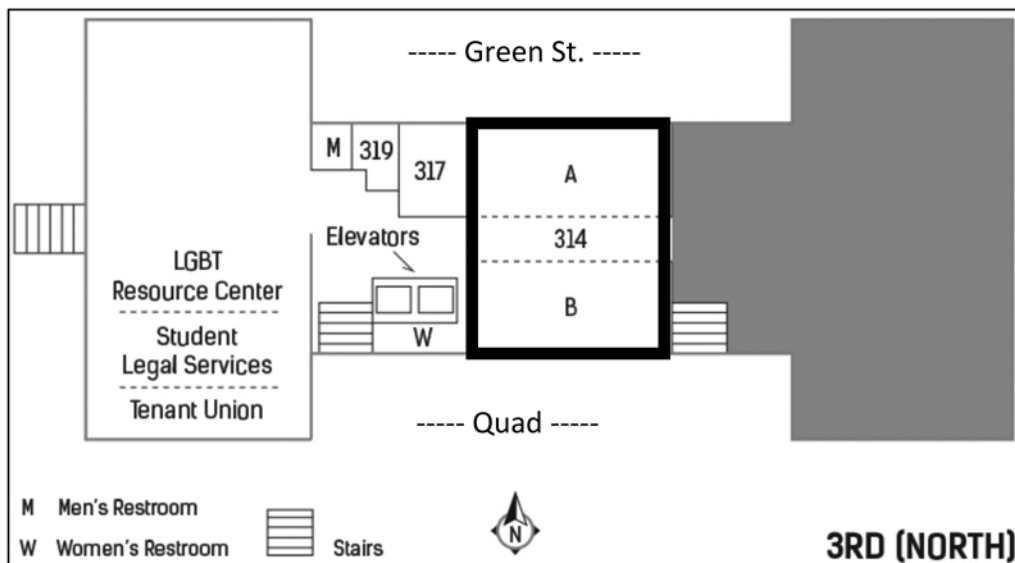 ----- Green St. -----
M
319
317
A
314
B
Elevators
W
LGBT
Resource Center
Student
Legal Services
Tenant Union
----- Quad -----
M Men's Restroom
W Women's Restroom
Stairs
N
3RD (NORTH)